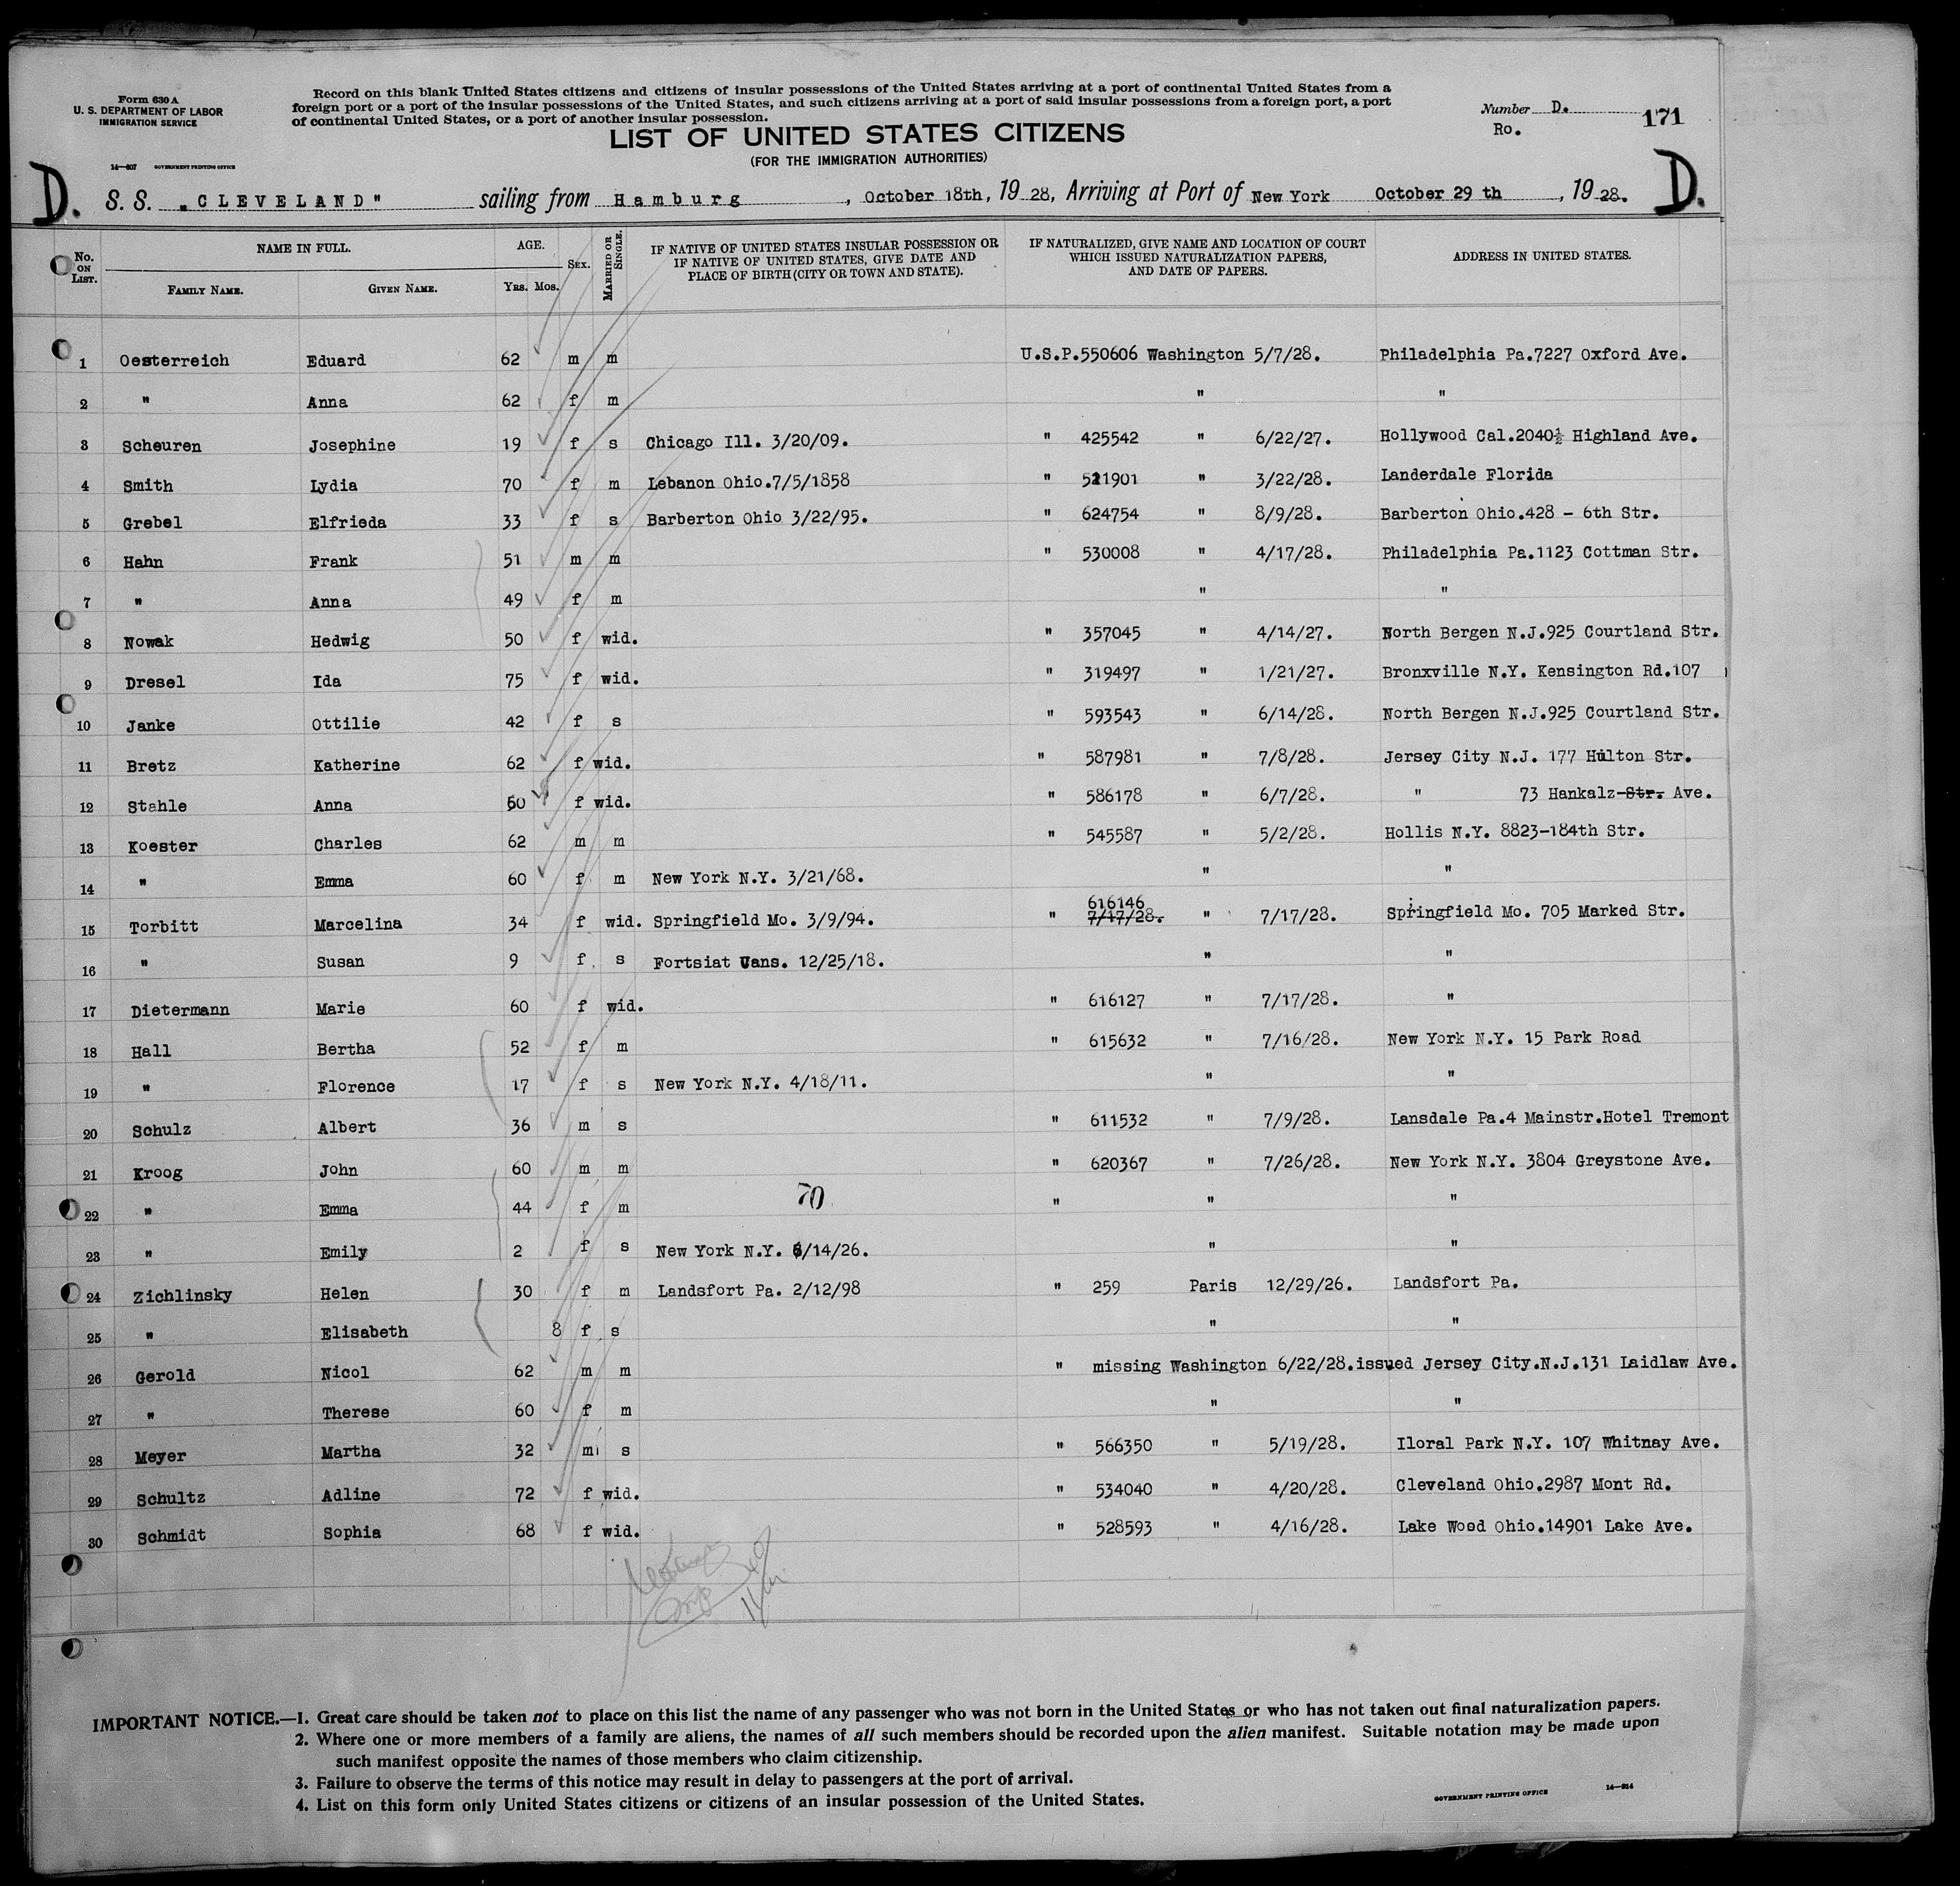 Form 630 A
U. S. DEPARTMENT OF LABOR
IMMIGRATION SERVICE
Record on this blank United States citizens and citizens of insular possessions of the United States arriving at a port of continental United States from a
foreign port or a port of the insular possessions of the United States, and such citizens arriving at a port of said insular possessions from a foreign port, a port
of continental United States, or a port of another insular possession.
Number D. 171
Ro.
LIST OF UNITED STATES CITIZENS
(FOR THE IMMIGRATION AUTHORITIES)
14—607 GOVERNMENT PRINTING OFFICE
D. S. S. „CLEVELAND" sailing from Hamburg, October 18th, 1928, Arriving at Port of New York October 29 th, 1928. D.
No. ON LIST. NAME IN FULL. FAMILY NAME. GIVEN NAME. AGE. YRS. MOS. SEX. MARRIED OR SINGLE. IF NATIVE OF UNITED STATES INSULAR POSSESSION OR IF NATIVE OF UNITED STATES, GIVE DATE AND PLACE OF BIRTH (CITY OR TOWN AND STATE). IF NATURALIZED, GIVE NAME AND LOCATION OF COURT WHICH ISSUED NATURALIZATION PAPERS, AND DATE OF PAPERS. ADDRESS IN UNITED STATES.
1 Oesterreich Eduard 62 m m U.S.P.550606 Washington 5/7/28. Philadelphia Pa.7227 Oxford Ave.
2 " Anna 62 f m " "
3 Scheuren Josephine 19 f s Chicago Ill. 3/20/09. " 425542 " 6/22/27. Hollywood Cal.2040½ Highland Ave.
4 Smith Lydia 70 f m Lebanon Ohio.7/5/1858 " 521901 " 3/22/28. Landerdale Florida
5 Grebel Elfrieda 33 f s Barberton Ohio 3/22/95. " 624754 " 8/9/28. Barberton Ohio.428 - 6th Str.
6 Hahn Frank 51 m m " 530008 " 4/17/28. Philadelphia Pa.1123 Cottman Str.
7 " Anna 49 f m " "
8 Nowak Hedwig 50 f wid. " 357045 " 4/14/27. North Bergen N.J.925 Courtland Str.
9 Dresel Ida 75 f wid. " 319497 " 1/21/27. Bronxville N.Y. Kensington Rd.107
10 Janke Ottilie 42 f s " 593543 " 6/14/28. North Bergen N.J.925 Courtland Str.
11 Bretz Katherine 62 f wid. " 587981 " 7/8/28. Jersey City N.J. 177 Hulton Str.
12 Stahle Anna 50 f wid. " 586178 " 6/7/28. " 73 Hankalz Str. Ave.
13 Koester Charles 62 m m " 545587 " 5/2/28. Hollis N.Y. 8823-184th Str.
14 " Emma 60 f m New York N.Y. 3/21/68. " "
616146
15 Torbitt Marcelina 34 f wid. Springfield Mo. 3/9/94. " 7/17/28. " 7/17/28. Springfield Mo. 705 Marked Str.
16 " Susan 9 f s Fortsiat Vans. 12/25/18. " "
17 Dietermann Marie 60 f wid. " 616127 " 7/17/28. "
18 Hall Bertha 52 f m " 615632 " 7/16/28. New York N.Y. 15 Park Road
19 " Florence 17 f s New York N.Y. 4/18/11. " "
20 Schulz Albert 36 m s " 611532 " 7/9/28. Lansdale Pa.4 Mainstr.Hotel Tremont
21 Kroog John 60 m m " 620367 " 7/26/28. New York N.Y. 3804 Greystone Ave.
22 " Emma 44 f m 70 " " "
23 " Emily 2 f s New York N.Y. 6/14/26. " "
24 Zichlinsky Helen 30 f m Landsfort Pa. 2/12/98 " 259 Paris 12/29/26. Landsfort Pa.
25 " Elisabeth 8 f s " "
26 Gerold Nicol 62 m m " missing Washington 6/22/28.issued Jersey City.N.J.131 Laidlaw Ave.
27 " Therese 60 f m " "
28 Meyer Martha 32 m s " 566350 " 5/19/28. Iloral Park N.Y. 107 Whitnay Ave.
29 Schultz Adline 72 f wid. " 534040 " 4/20/28. Cleveland Ohio.2987 Mont Rd.
30 Schmidt Sophia 68 f wid. " 528593 " 4/16/28. Lake Wood Ohio.14901 Lake Ave.
IMPORTANT NOTICE.—1. Great care should be taken not to place on this list the name of any passenger who was not born in the United States or who has not taken out final naturalization papers.
2. Where one or more members of a family are aliens, the names of all such members should be recorded upon the alien manifest. Suitable notation may be made upon
such manifest opposite the names of those members who claim citizenship.
3. Failure to observe the terms of this notice may result in delay to passengers at the port of arrival.
4. List on this form only United States citizens or citizens of an insular possession of the United States.
GOVERNMENT PRINTING OFFICE 14—814